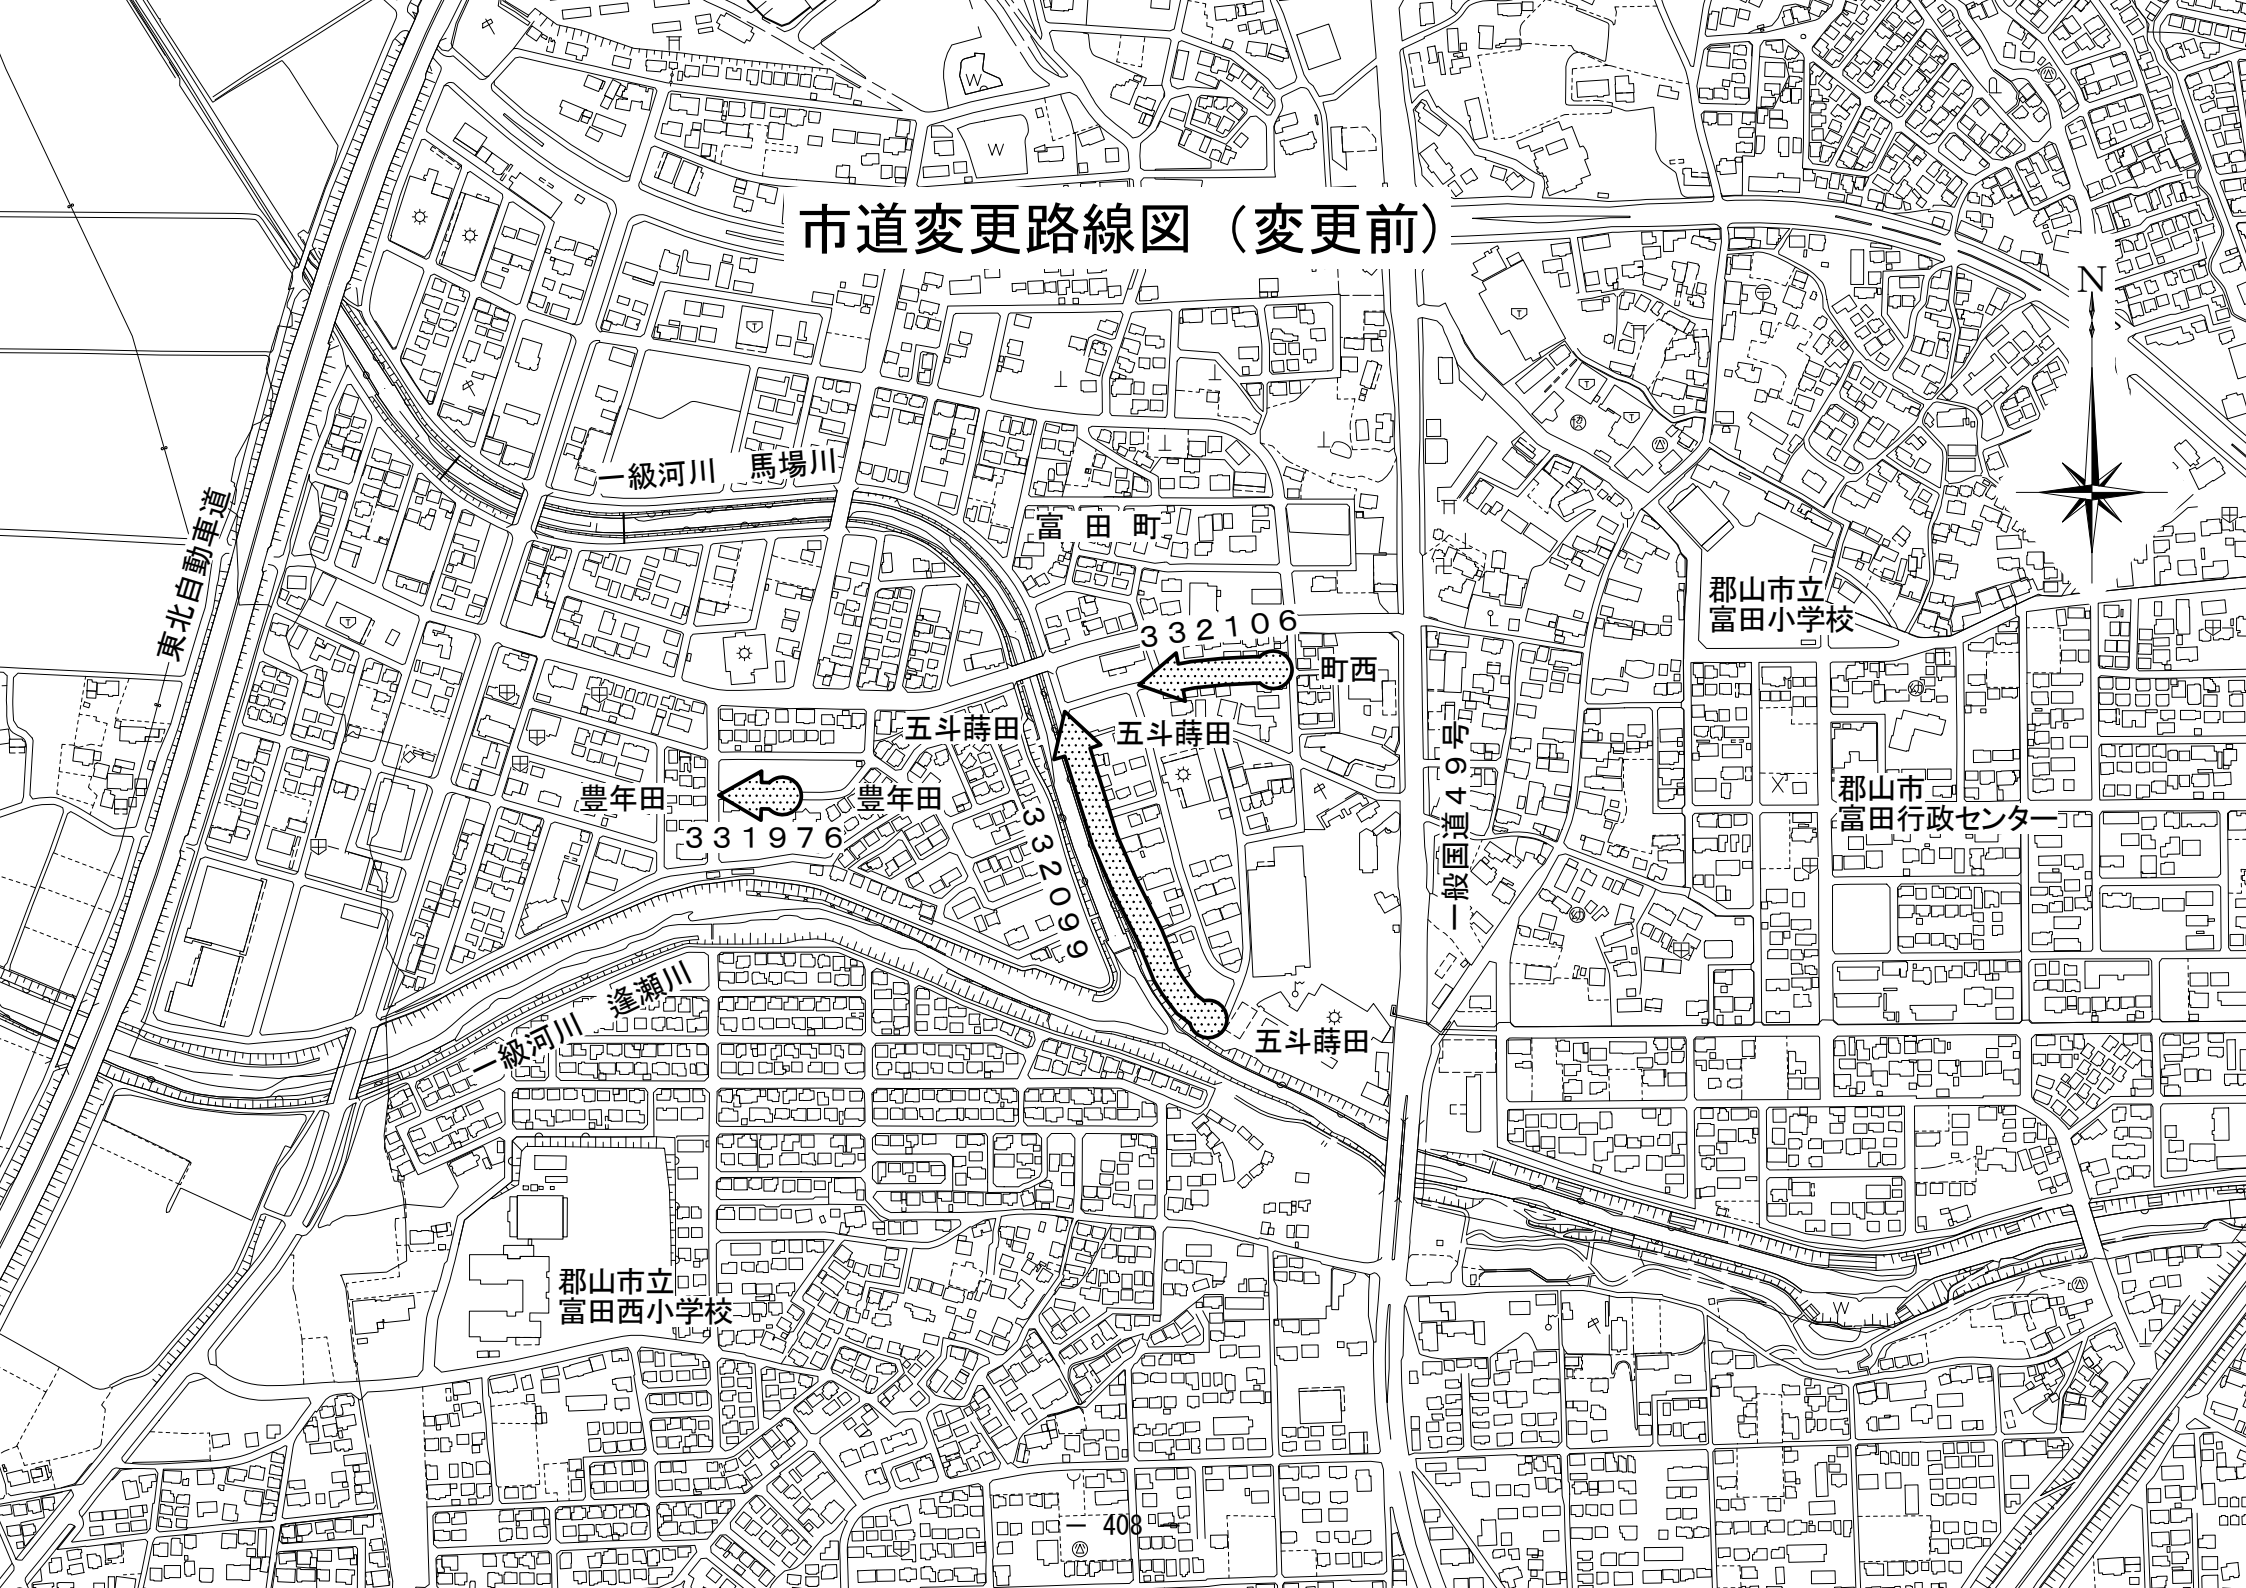 市道変更路線図（変更前）
N
一級河川　馬場川
東北自動車道
富　田　町
郡山市立
富田小学校
332106
町西
五斗蒔田
五斗蒔田
一般国道49号
豊年田
豊年田
331976
332099
郡山市
富田行政センター
一級河川　逢瀬川
五斗蒔田
郡山市立
富田西小学校
－ 408 －